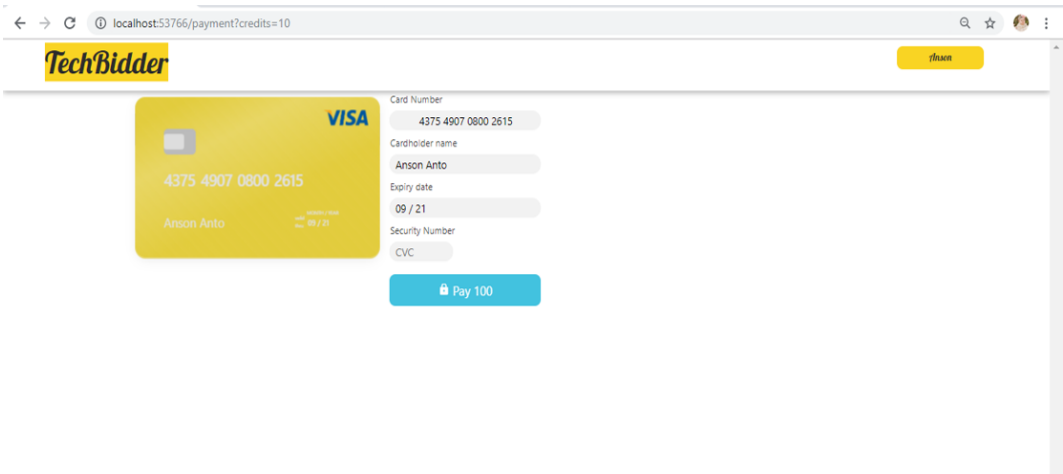 localhost:53766/payment?credits=10
TechBidder
Anson
VISA
4375 4907 0800 2615
Anson Anto
09 / 21
Card Number
4375 4907 0800 2615
Cardholder name
Anson Anto
Expiry date
09 / 21
Security Number
CVC
Pay 100